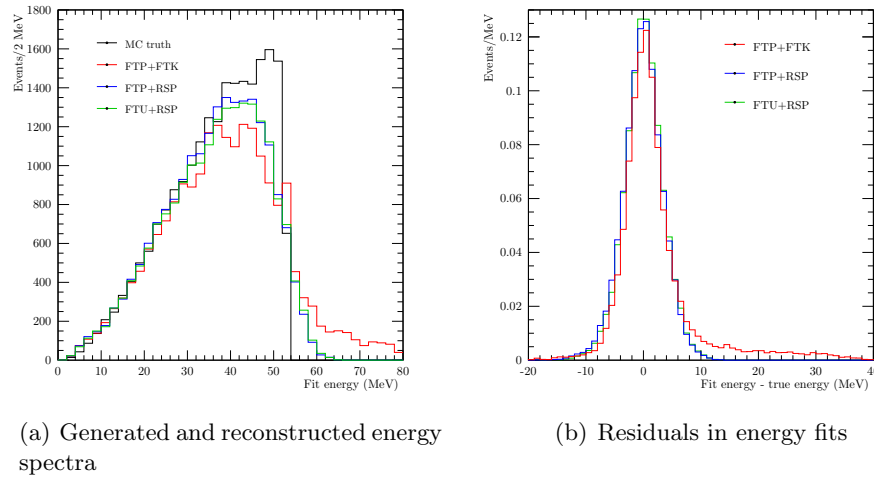 Events/2 MeV
1800
1600
1400
1200
1000
800
600
400
200
0
MC truth
FTP+FTK
FTP+RSP
FTU+RSP
0 10 20 30 40 50 60 70 80
Fit energy (MeV)
Events/MeV
0.12
0.1
0.08
0.06
0.04
0.02
0
FTP+FTK
FTP+RSP
FTU+RSP
-20 -10 0 10 20 30 40
Fit energy - true energy (MeV)
(a) Generated and reconstructed energy
spectra
(b) Residuals in energy fits